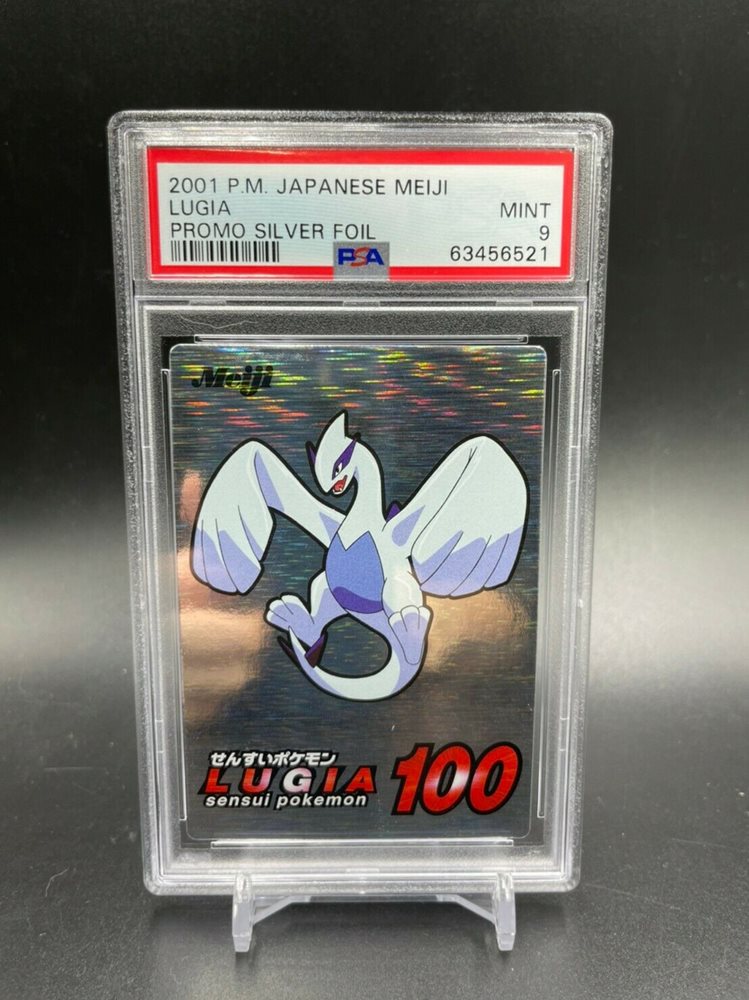 2001 P.M. JAPANESE MEIJI
LUGIA MINT
PROMO SILVER FOIL 9
PSA 63456521
Meiji
せんすいポケモン
LUGIA 100
sensui pokemon